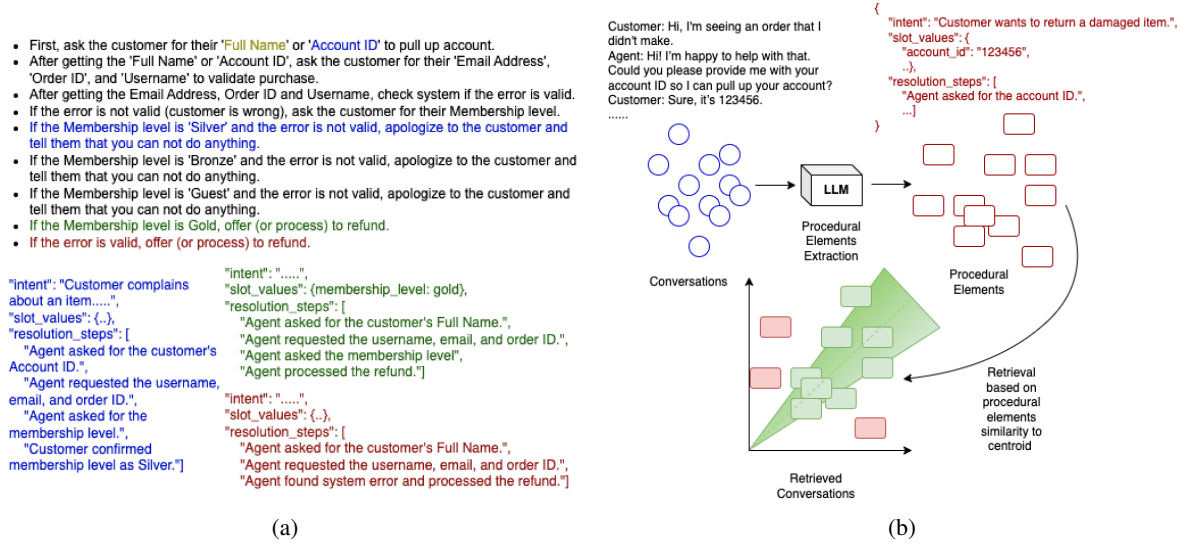 • First, ask the customer for their 'Full Name' or 'Account ID' to pull up account.
• After getting the 'Full Name' or 'Account ID', ask the customer for their 'Email Address',
'Order ID', and 'Username' to validate purchase.
• After getting the Email Address, Order ID and Username, check system if the error is valid.
• If the error is not valid (customer is wrong), ask the customer for their Membership level.
• If the Membership level is 'Silver' and the error is not valid, apologize to the customer and
tell them that you can not do anything.
• If the Membership level is 'Bronze' and the error is not valid, apologize to the customer and
tell them that you can not do anything.
• If the Membership level is 'Guest' and the error is not valid, apologize to the customer and
tell them that you can not do anything.
• If the Membership level is Gold, offer (or process) to refund.
• If the error is valid, offer (or process) to refund.
"intent": "Customer complains
about an item.....",
"slot_values": {..},
"resolution_steps": [
"Agent asked for the customer's
Account ID.",
"Agent requested the username,
email, and order ID.",
"Agent asked for the
membership level.",
"Customer confirmed
membership level as Silver."]
"intent": ".....",
"slot_values": {membership_level: gold},
"resolution_steps": [
"Agent asked for the customer's Full Name.",
"Agent requested the username, email, and order ID.",
"Agent asked the membership level",
"Agent processed the refund."]
"intent": ".....",
"slot_values": {..},
"resolution_steps": [
"Agent asked for the customer's Full Name.",
"Agent requested the username, email, and order ID.",
"Agent found system error and processed the refund."]
(a)
Customer: Hi, I'm seeing an order that I
didn't make.
Agent: Hi! I'm happy to help with that.
Could you please provide me with your
account ID so I can pull up your account?
Customer: Sure, it's 123456.
......
{
"intent": "Customer wants to return a damaged item.",
"slot_values": {
"account_id": "123456",
..},
"resolution_steps": [
"Agent asked for the account ID.",
...]
}
LLM
Procedural
Elements
Extraction
Conversations
Procedural
Elements
Retrieval
based on
procedural
elements
similarity to
centroid
Retrieved
Conversations
(b)